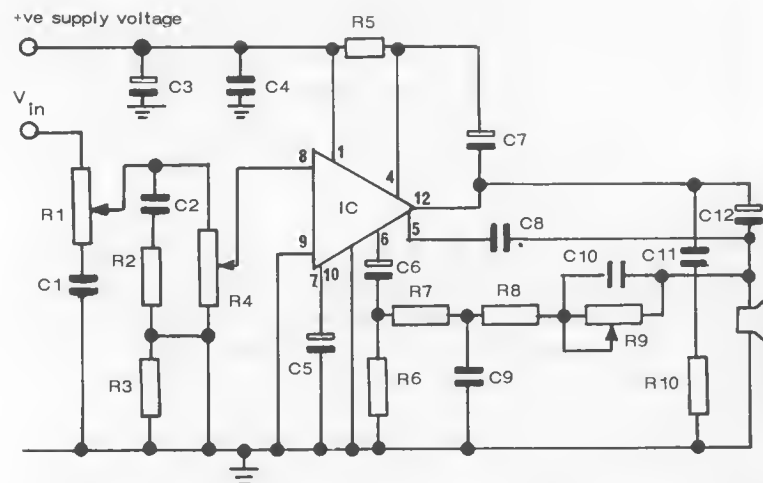 +ve supply voltage
R5
C3
C4
V in
C7
8
1
4
IC
12
R1
C2
9
5
C8
C12
6
C6
C10
C11
C1
R2
R4
7
10
R7
R8
R9
C5
R3
R6
C9
R10